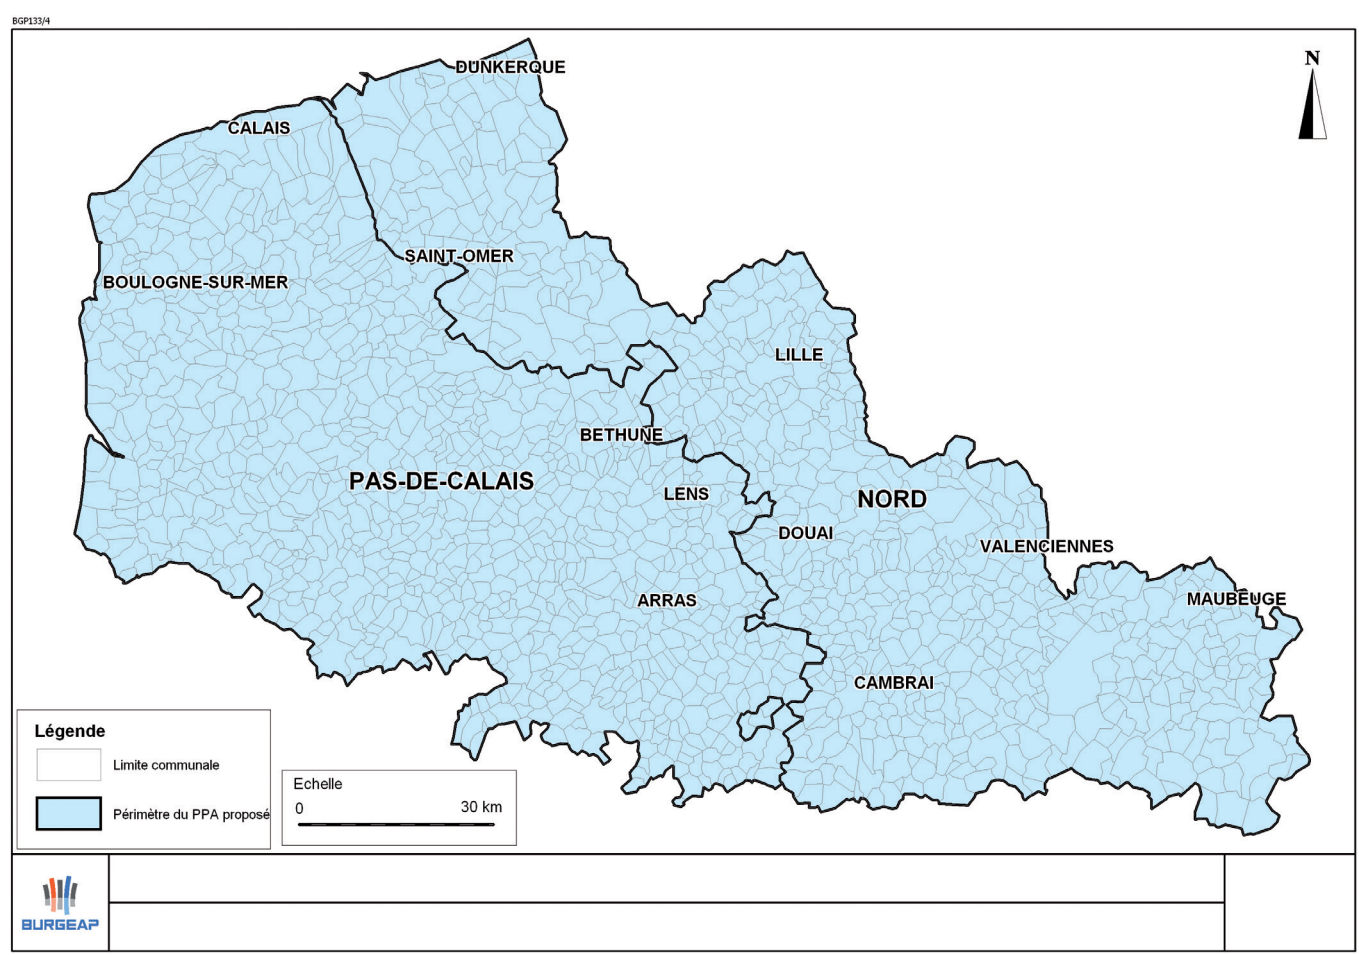 BGP133/4
N
DUNKERQUE
CALAIS
SAINT-OMER
BOULOGNE-SUR-MER
LILLE
BETHUNE
PAS-DE-CALAIS
LENS
NORD
DOUAI
VALENCIENNES
ARRAS
MAUBEUGE
CAMBRAI
Légende
Limite communale
Périmètre du PPA proposé
Echelle
0 30 km
BURGEAP